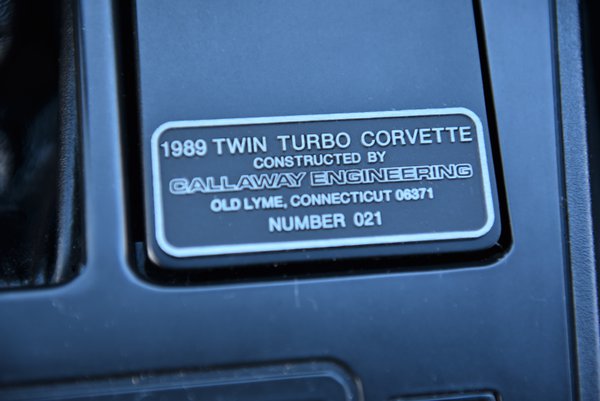 1989 TWIN TURBO CORVETTE
CONSTRUCTED BY
CALLAWAY ENGINEERING
OLD LYME, CONNECTICUT 06371
NUMBER 021